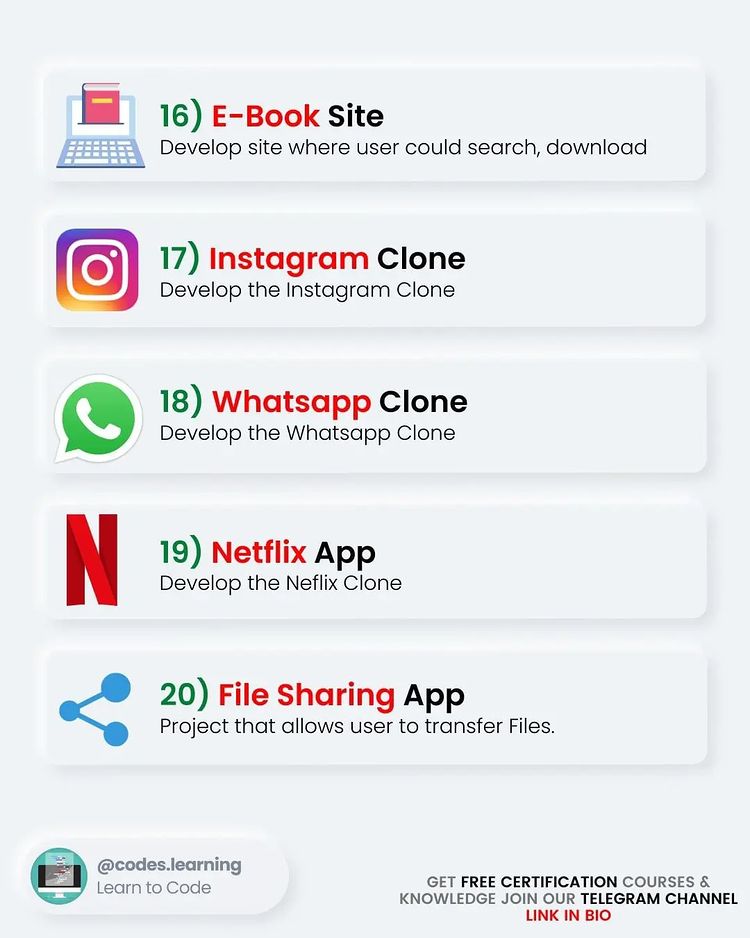 16) E-Book Site
Develop site where user could search, download
17) Instagram Clone
Develop the Instagram Clone
18) Whatsapp Clone
Develop the Whatsapp Clone
19) Netflix App
Develop the Neflix Clone
20) File Sharing App
Project that allows user to transfer Files.
@codes.learning
Learn to Code
GET FREE CERTIFICATION COURSES &
KNOWLEDGE JOIN OUR TELEGRAM CHANNEL
LINK IN BIO